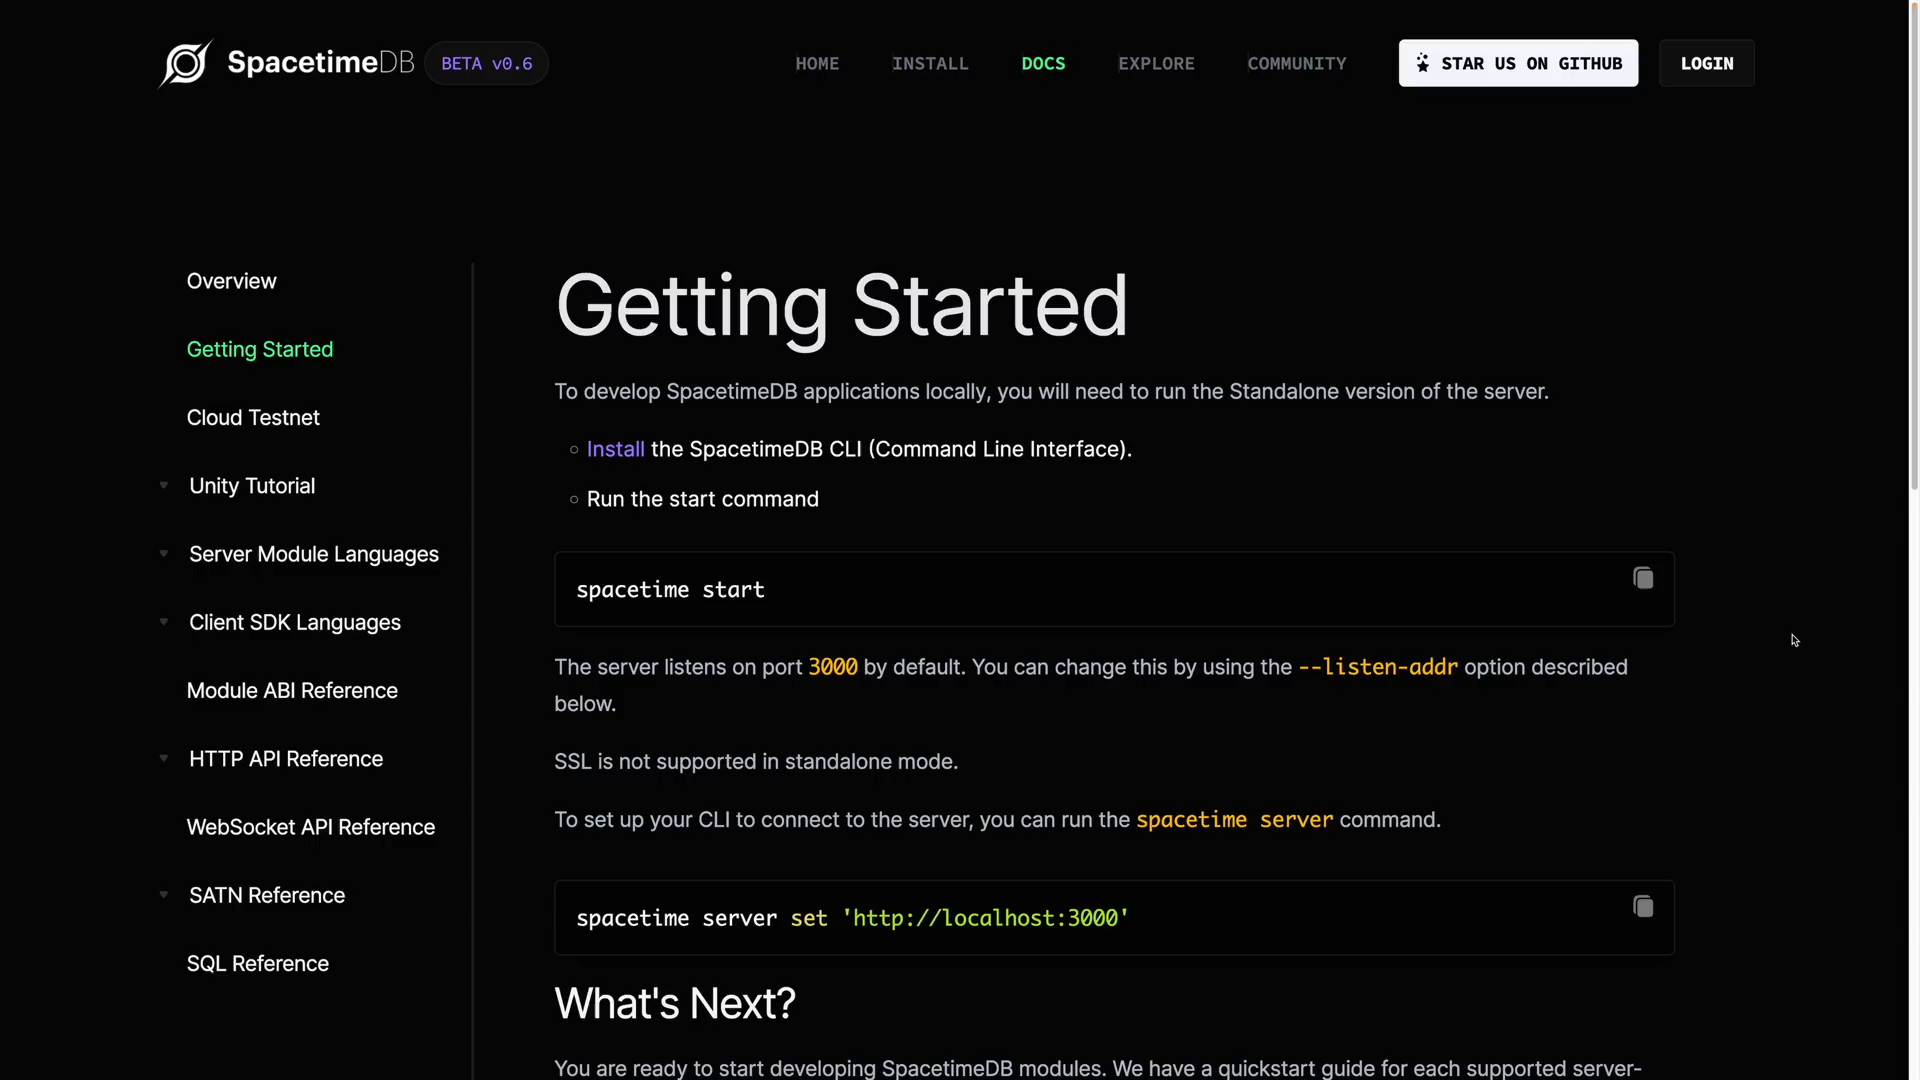 SpacetimeDB BETA v0.6 HOME INSTALL DOCS EXPLORE COMMUNITY STAR US ON GITHUB LOGIN
Overview
Getting Started
Cloud Testnet
Unity Tutorial
Server Module Languages
Client SDK Languages
Module ABI Reference
HTTP API Reference
WebSocket API Reference
SATN Reference
SQL Reference
Getting Started
To develop SpacetimeDB applications locally, you will need to run the Standalone version of the server.
Install the SpacetimeDB CLI (Command Line Interface).
Run the start command
spacetime start
The server listens on port 3000 by default. You can change this by using the --listen-addr option described
below.
SSL is not supported in standalone mode.
To set up your CLI to connect to the server, you can run the spacetime server command.
spacetime server set 'http://localhost:3000'
What's Next?
You are ready to start developing SpacetimeDB modules. We have a quickstart guide for each supported server-